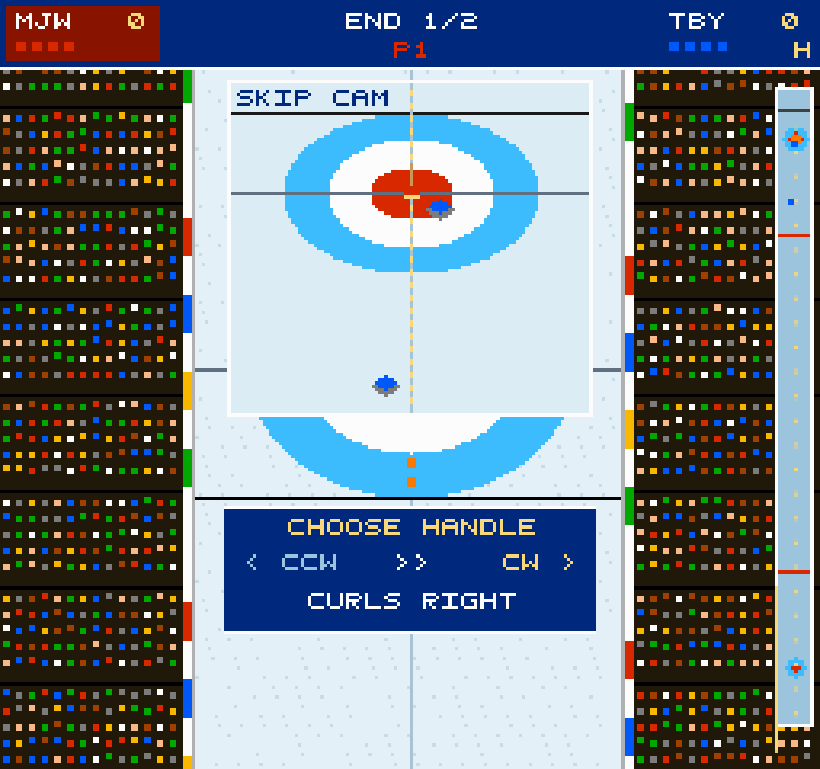 MJW 0 END 1/2 TBY 0
P1 H
SKIP CAM
CHOOSE HANDLE
< CCW >> CW >
CURLS RIGHT